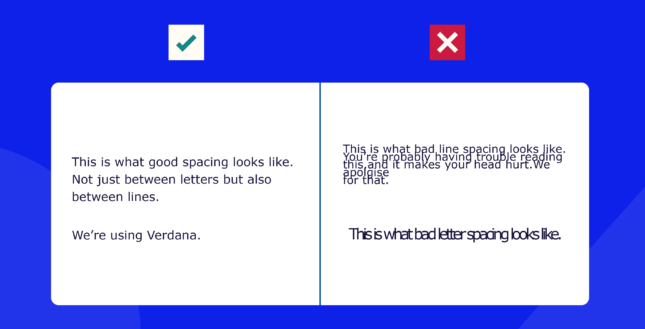 This is what good spacing looks like.
Not just between letters but also
between lines.
We're using Verdana.
This is what bad line spacing looks like.
You're probably having trouble reading
this and it makes your head hurt.We
apolgise
for that.
This is what bad letter spacing looks like.